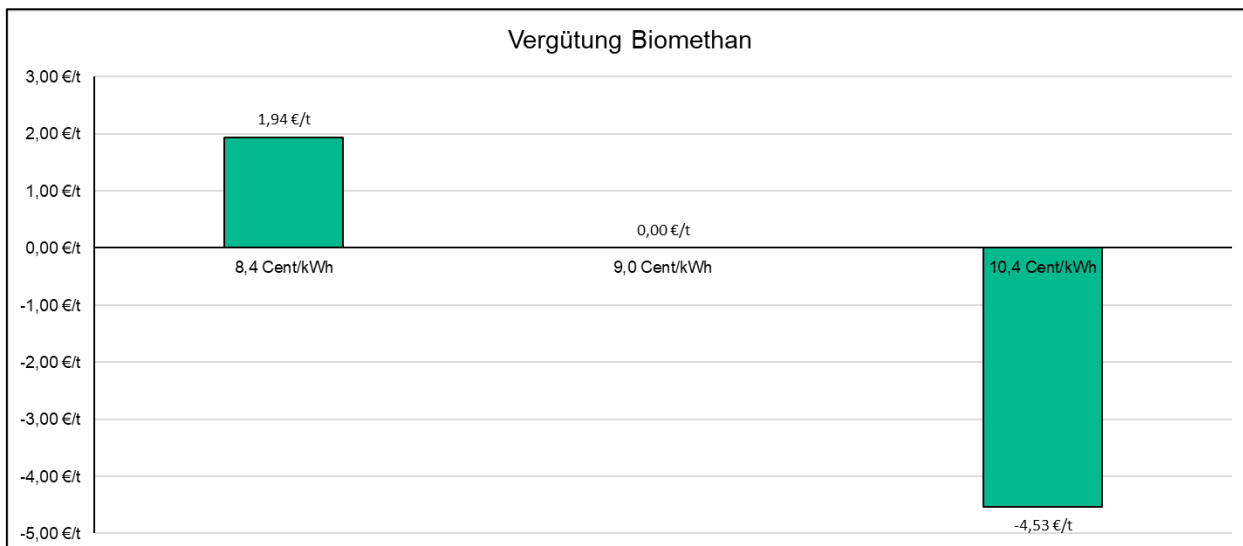 Vergütung Biomethan
3,00 €/t
2,00 €/t
1,00 €/t
0,00 €/t
-1,00 €/t
-2,00 €/t
-3,00 €/t
-4,00 €/t
-5,00 €/t
1,94 €/t
0,00 €/t
-4,53 €/t
8,4 Cent/kWh
9,0 Cent/kWh
10,4 Cent/kWh